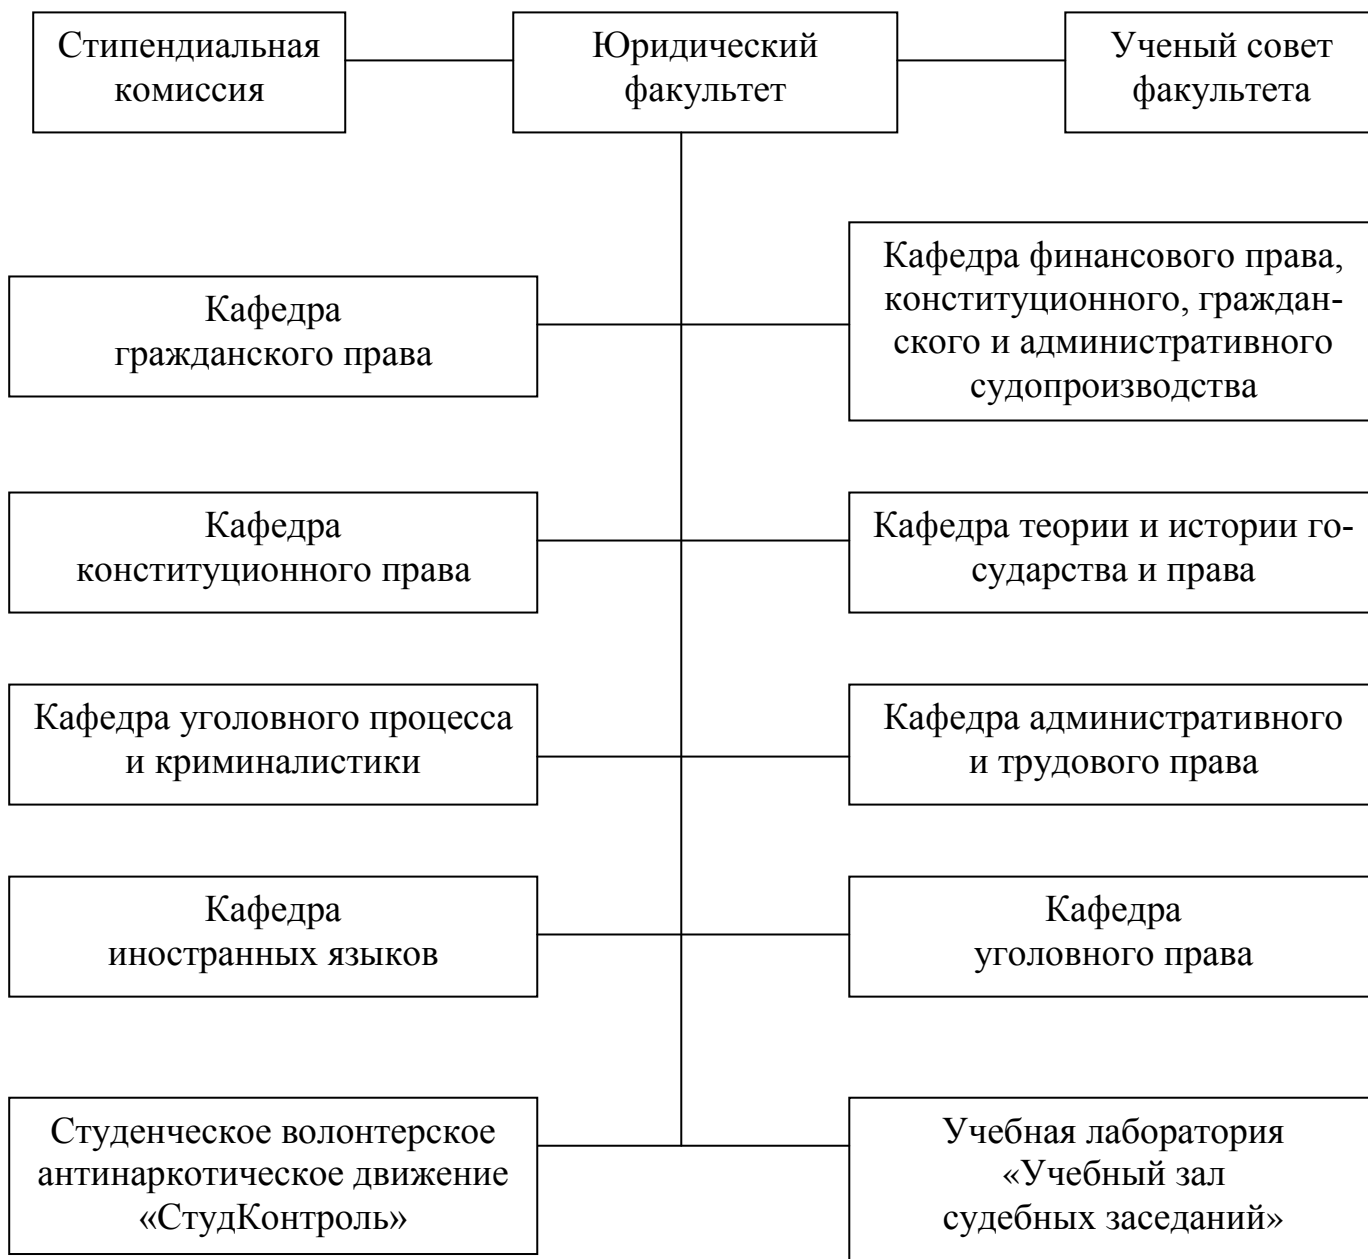 Стипендиальная
комиссия
Юридический
факультет
Ученый совет
факультета
Кафедра
гражданского права
Кафедра финансового права,
конституционного, граждан-
ского и административного
судопроизводства
Кафедра
конституционного права
Кафедра теории и истории го-
сударства и права
Кафедра уголовного процесса
и криминалистики
Кафедра административного
и трудового права
Кафедра
иностранных языков
Кафедра
уголовного права
Студенческое волонтерское
антинаркотическое движение
«СтудКонтроль»
Учебная лаборатория
«Учебный зал
судебных заседаний»